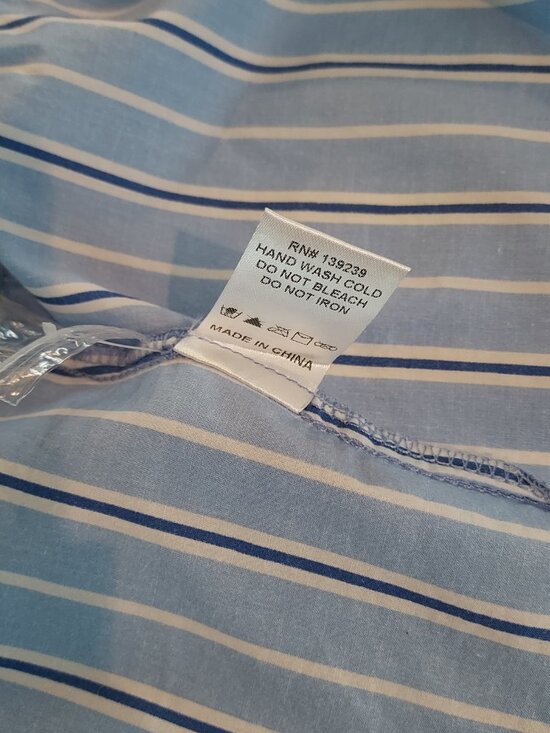 RN# 139239
HAND WASH COLD
DO NOT BLEACH
DO NOT IRON
MADE IN CHINA